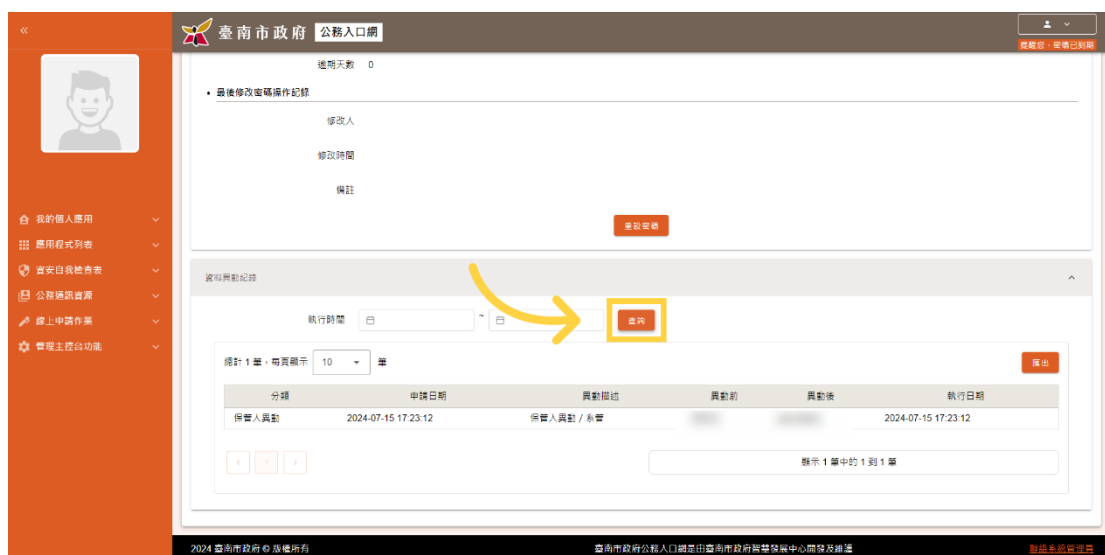 «
臺南市政府 公務入口網
提醒您，密碼已到期
逾期天數 0
• 最後修改密碼操作記錄
修改人
修改時間
備註
重設密碼
我的個人應用
應用程式列表
資安自我檢查表
公務通訊資源
線上申請作業
管理主控台功能
資料異動紀錄
執行時間 ~ 查詢
總計 1 筆，每頁顯示 10 筆
匯出
分類 申請日期 異動描述 異動前 異動後 執行日期
保管人異動 2024-07-15 17:23:12 保管人異動 / 系管 2024-07-15 17:23:12
‹ 1 ›
顯示 1 筆中的 1 到 1 筆
2024 臺南市政府 © 版權所有 臺南市政府公務入口網是由臺南市政府智慧發展中心開發及維護 聯絡系統管理員